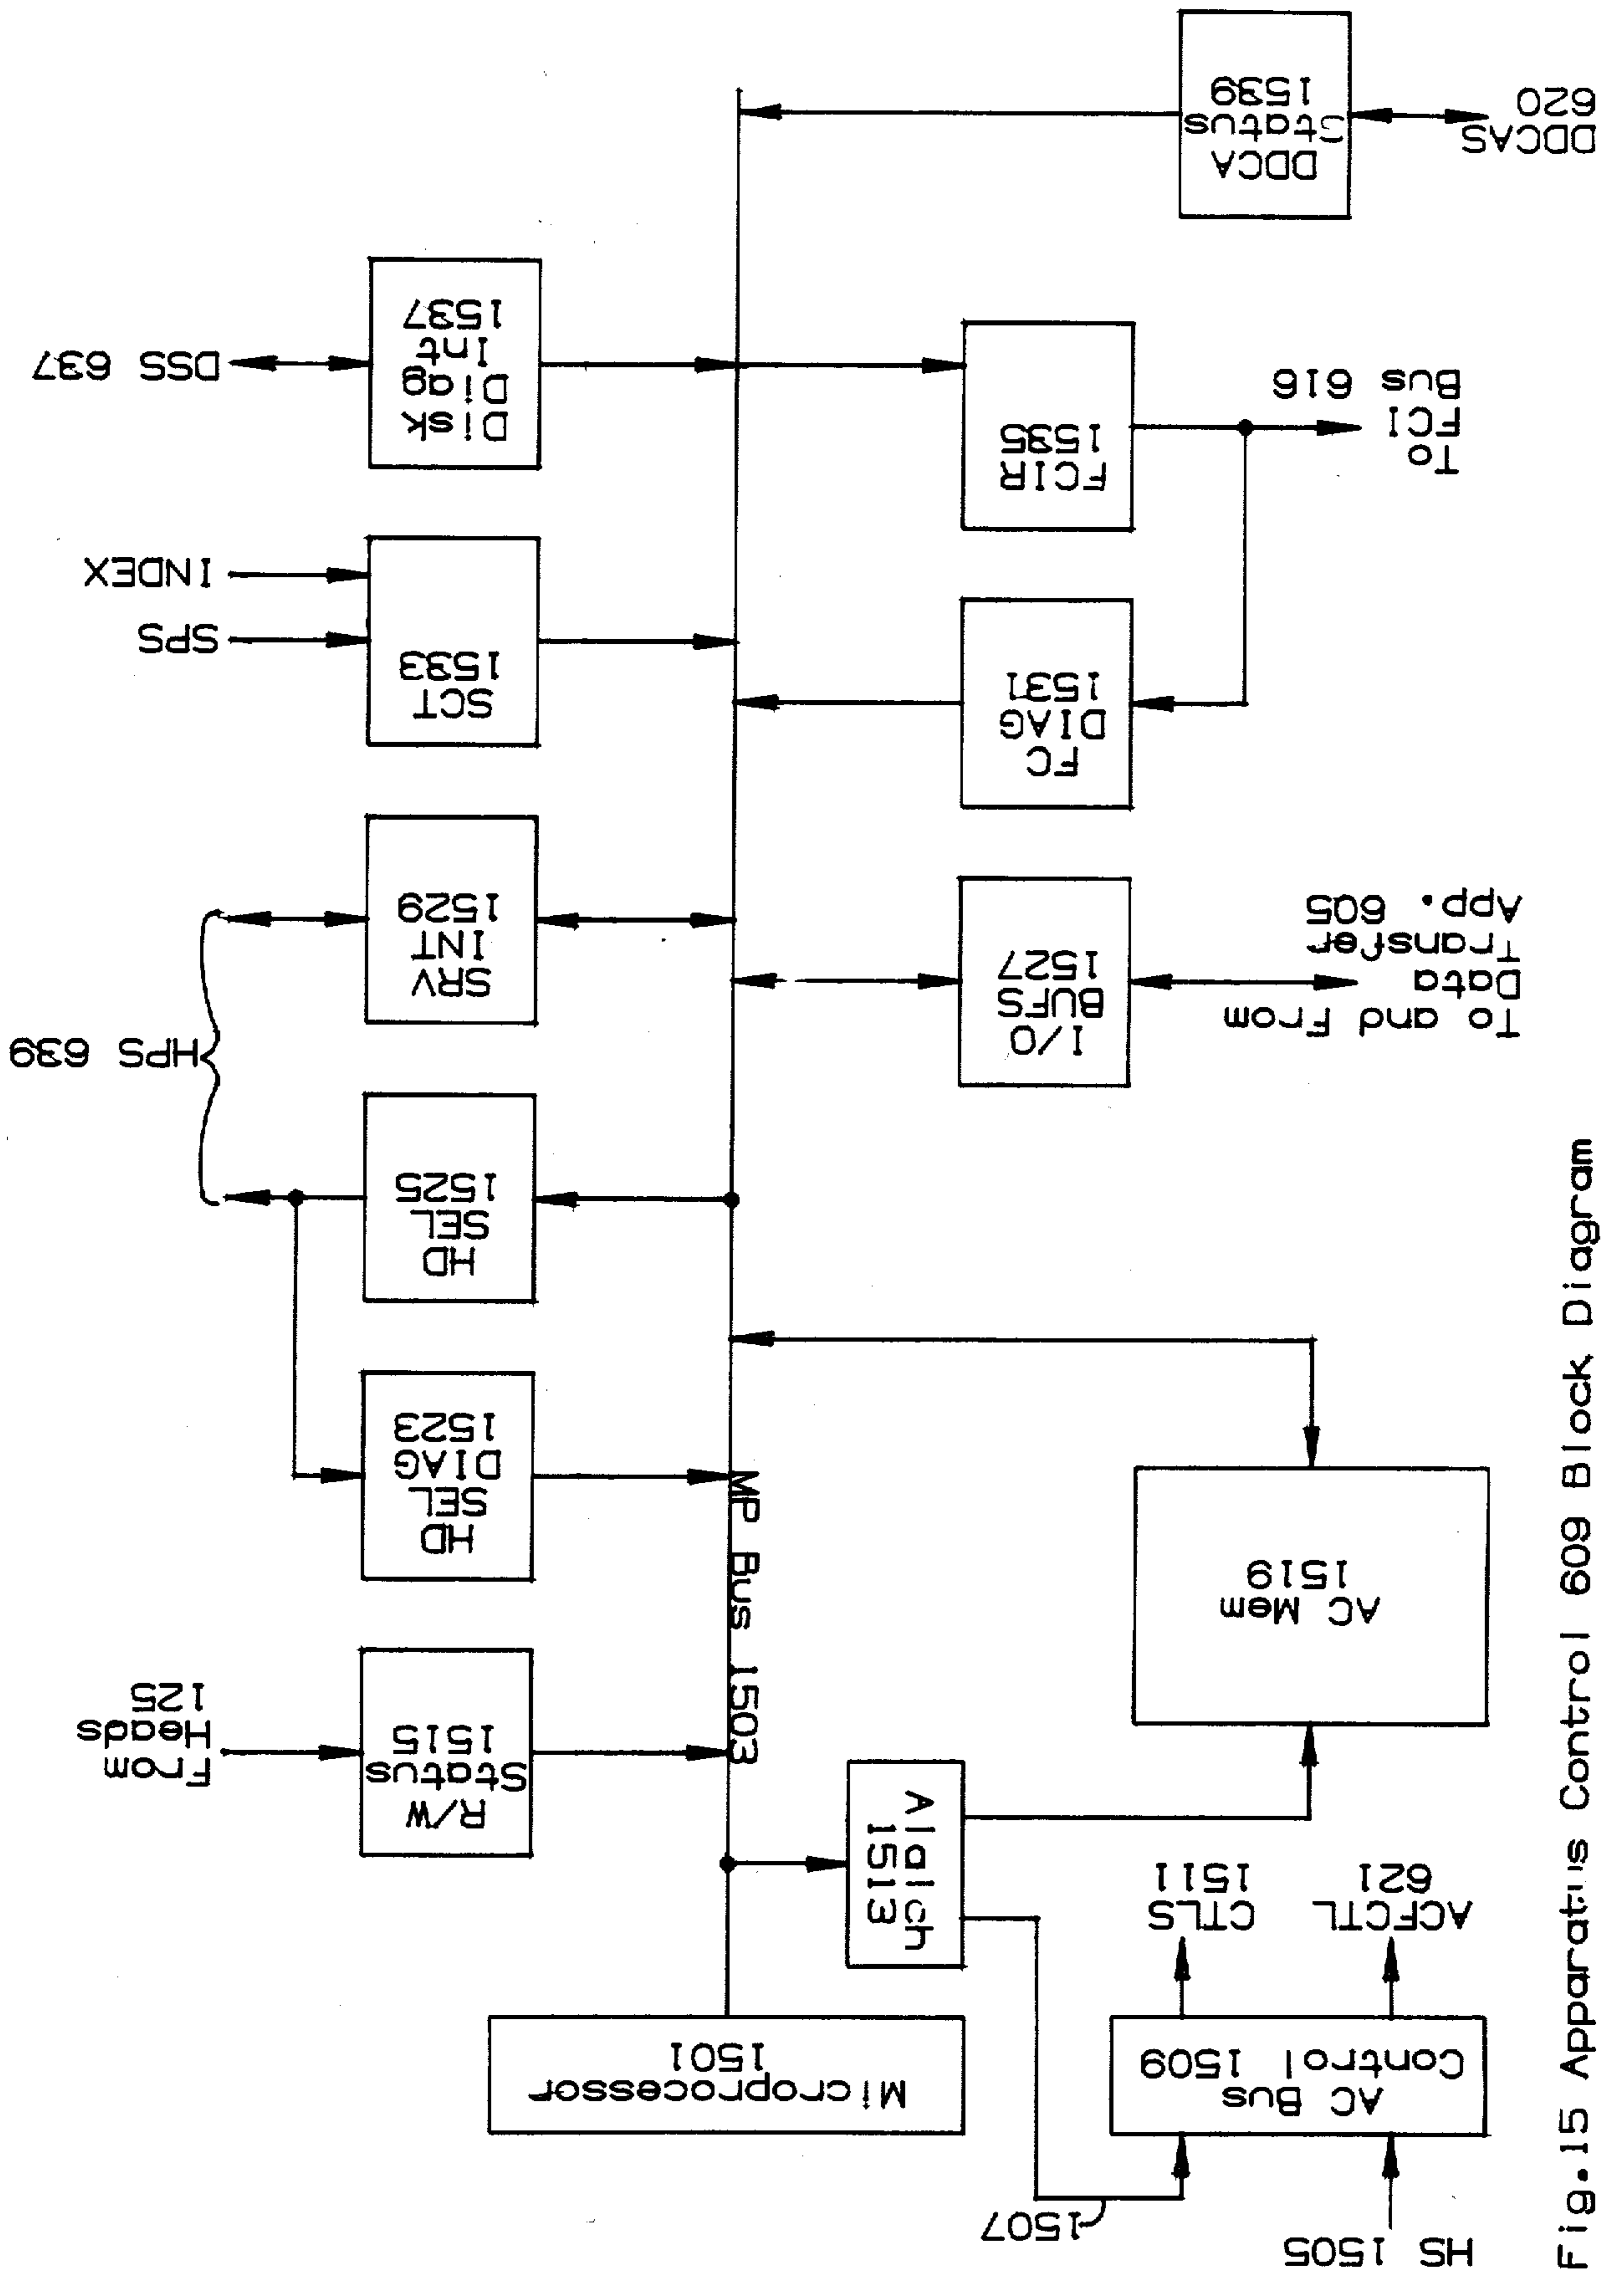 HS 1505
1507
AC Bus
Control 1509
CTLS
1511
ACFCTL
621
Microprocessor
1501
Alatch
1513
AC Mem
1519
MP Bus 1503
R/W
Status
1515
From
Heads
125
HD
SEL
DIAG
1523
HD
SEL
1525
HPS 639
SRV
INT
1529
I/O
BUFS
1527
To and From
Data
Transfer
App. 605
SCT
1533
SPS
INDEX
FC
DIAG
1531
FCIR
1535
To
FCI
Bus 616
Disk
Diag
Int
1537
DSS 637
DDCA
Status
1539
DDCAS
620
Fig.15 Apparatus Control 609 Block Diagram